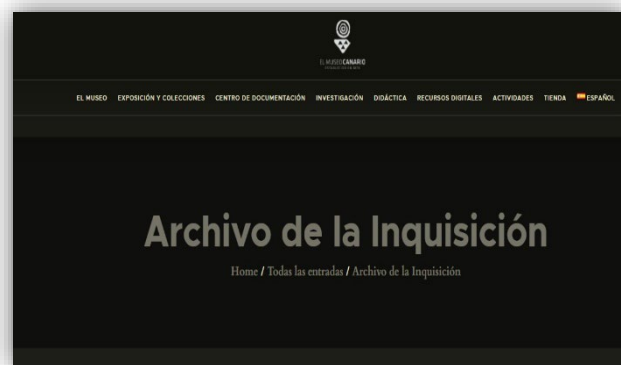 EL MUSEO CANARIO
EL MUSEO EXPOSICIÓN Y COLECCIONES CENTRO DE DOCUMENTACIÓN INVESTIGACIÓN DIDÁCTICA RECURSOS DIGITALES ACTIVIDADES TIENDA ESPAÑOL
Archivo de la Inquisición
Home / Todas las entradas / Archivo de la Inquisición